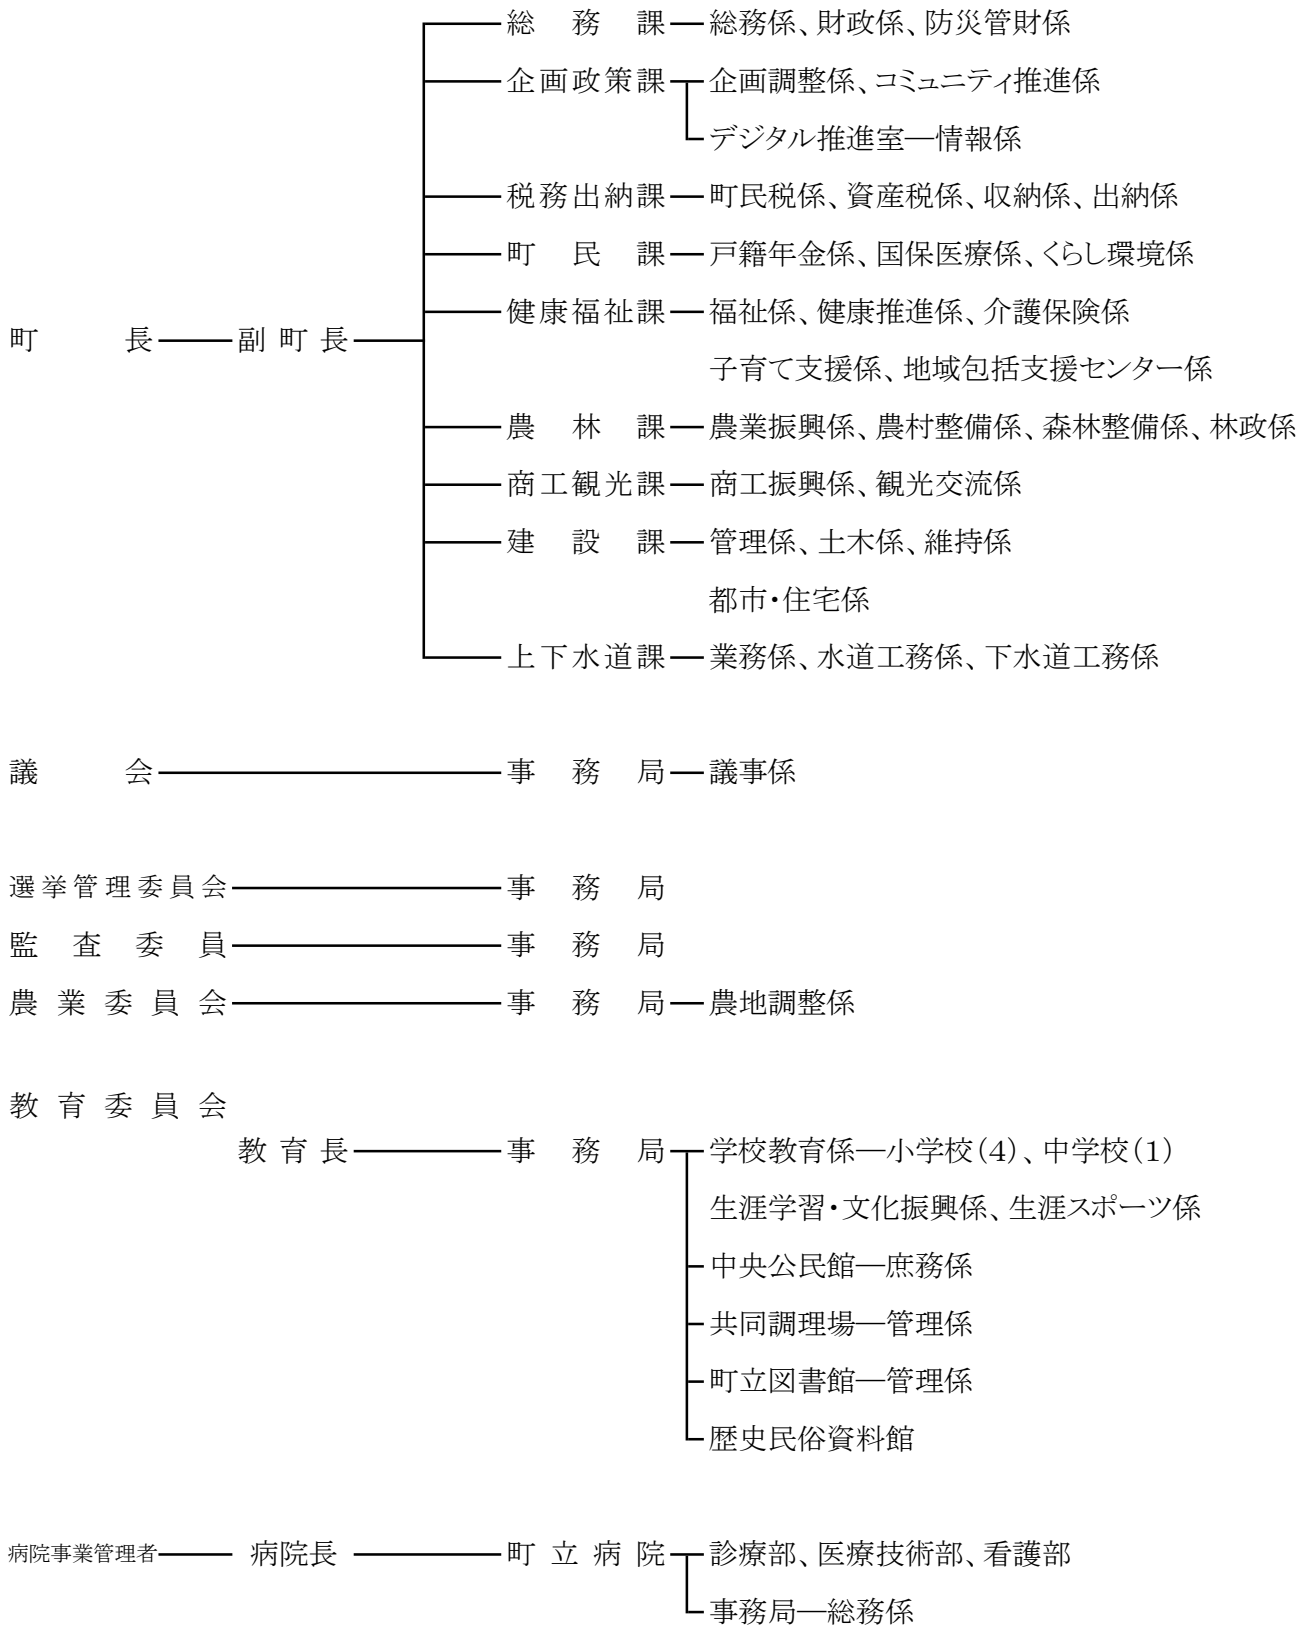 総務課 総務係、財政係、防災管財係
企画政策課 企画調整係、コミュニティ推進係
デジタル推進室―情報係
税務出納課 町民税係、資産税係、収納係、出納係
町民課 戸籍年金係、国保医療係、くらし環境係
健康福祉課 福祉係、健康推進係、介護保険係
町長 副町長
子育て支援係、地域包括支援センター係
農林課 農業振興係、農村整備係、森林整備係、林政係
商工観光課 商工振興係、観光交流係
建設課 管理係、土木係、維持係
都市・住宅係
上下水道課 業務係、水道工務係、下水道工務係
議会 事務局 議事係
選挙管理委員会 事務局
監査委員 事務局
農業委員会 事務局 農地調整係
教育委員会
教育長 事務局 学校教育係―小学校(4)、中学校(1)
生涯学習・文化振興係、生涯スポーツ係
中央公民館―庶務係
共同調理場―管理係
町立図書館―管理係
歴史民俗資料館
病院事業管理者 病院長 町立病院 診療部、医療技術部、看護部
事務局―総務係